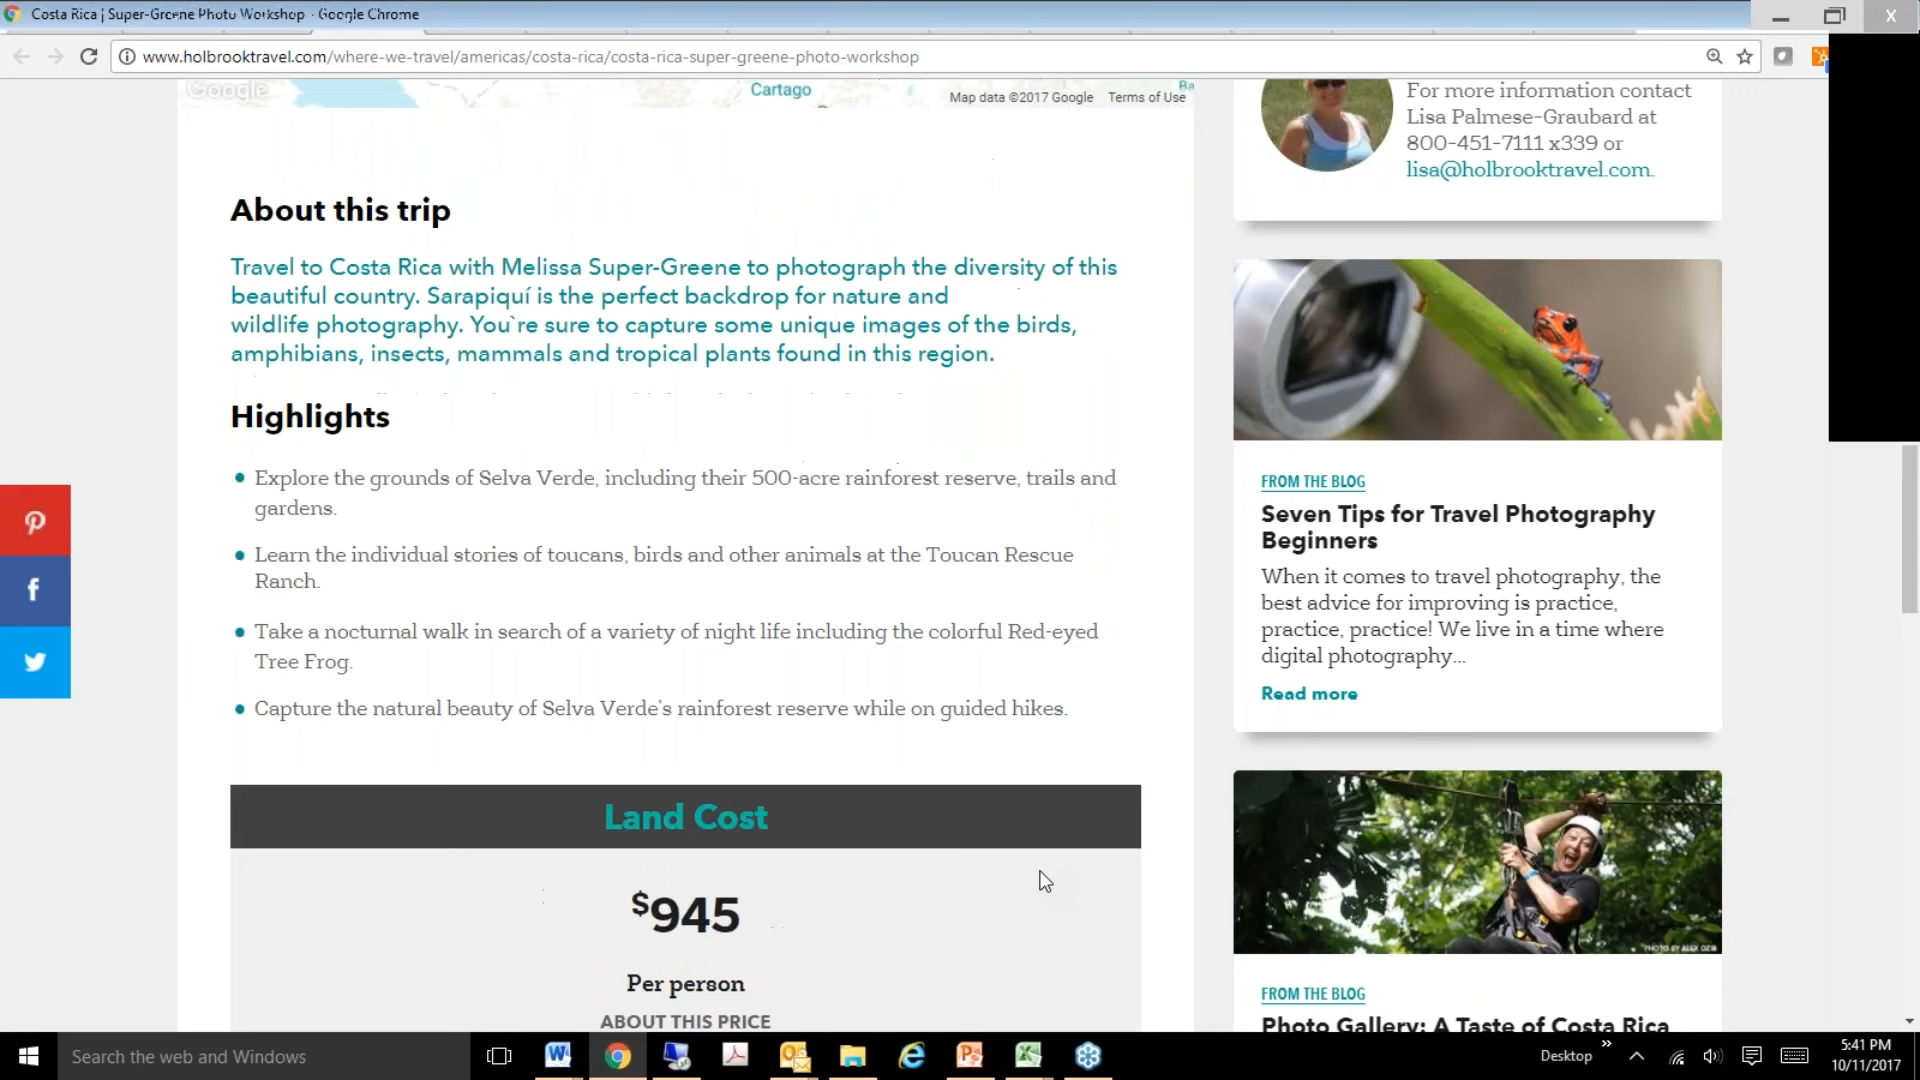 Costa Rica | Super-Greene Photo Workshop - Google Chrome
www.holbrooktravel.com/where-we-travel/americas/costa-rica/costa-rica-super-greene-photo-workshop
Google
Cartago
Map data ©2017 Google Terms of Use
About this trip
Travel to Costa Rica with Melissa Super-Greene to photograph the diversity of this
beautiful country. Sarapiquí is the perfect backdrop for nature and
wildlife photography. You`re sure to capture some unique images of the birds,
amphibians, insects, mammals and tropical plants found in this region.
Highlights
Explore the grounds of Selva Verde, including their 500-acre rainforest reserve, trails and
gardens.
Learn the individual stories of toucans, birds and other animals at the Toucan Rescue
Ranch.
Take a nocturnal walk in search of a variety of night life including the colorful Red-eyed
Tree Frog.
Capture the natural beauty of Selva Verde's rainforest reserve while on guided hikes.
Land Cost
$945
Per person
ABOUT THIS PRICE
For more information contact
Lisa Palmese-Graubard at
800-451-7111 x339 or
lisa@holbrooktravel.com.
FROM THE BLOG
Seven Tips for Travel Photography
Beginners
When it comes to travel photography, the
best advice for improving is practice,
practice, practice! We live in a time where
digital photography...
Read more
PHOTO BY ALEX OZIB
FROM THE BLOG
Photo Gallery: A Taste of Costa Rica
Search the web and Windows
Desktop
5:41 PM
10/11/2017